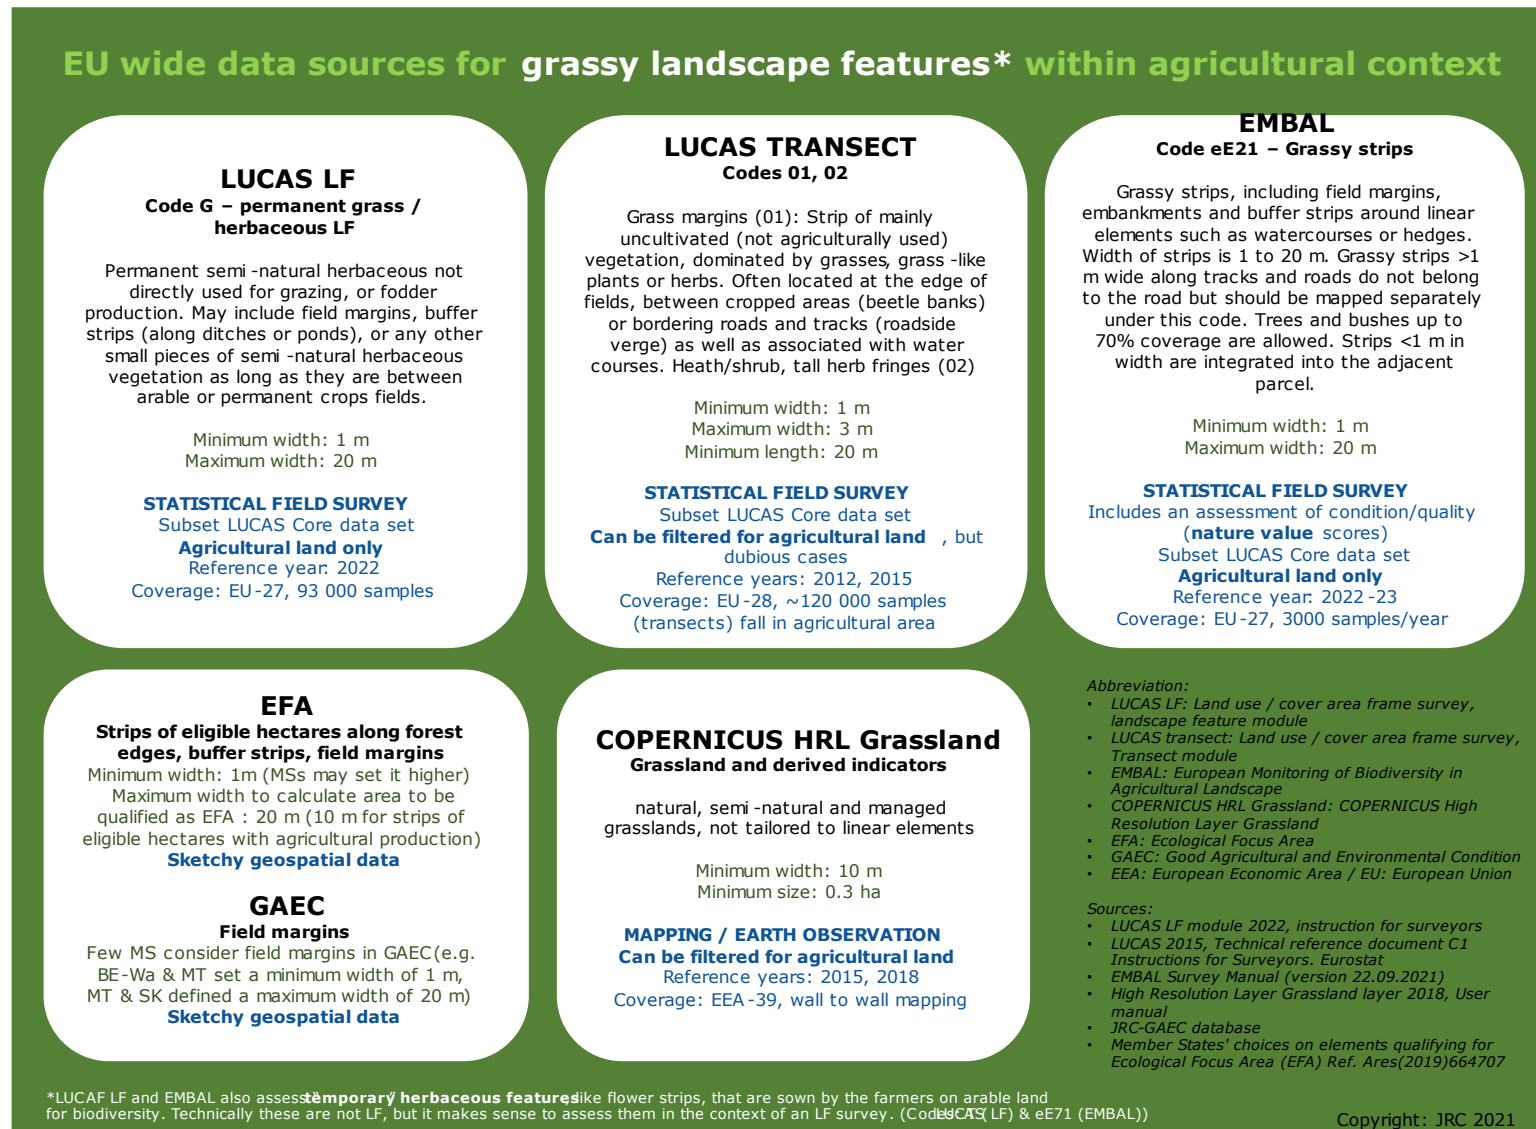 EU wide data sources for grassy landscape features* within agricultural context
LUCAS LF
Code G – permanent grass /
herbaceous LF
Permanent semi-natural herbaceous not
directly used for grazing, or fodder
production. May include field margins, buffer
strips (along ditches or ponds), or any other
small pieces of semi-natural herbaceous
vegetation as long as they are between
arable or permanent crops fields.
Minimum width: 1 m
Maximum width: 20 m
STATISTICAL FIELD SURVEY
Subset LUCAS Core data set
Agricultural land only
Reference year: 2022
Coverage: EU-27, 93 000 samples
LUCAS TRANSECT
Codes 01, 02
Grass margins (01): Strip of mainly
uncultivated (not agriculturally used)
vegetation, dominated by grasses, grass-like
plants or herbs. Often located at the edge of
fields, between cropped areas (beetle banks)
or bordering roads and tracks (roadside
verge) as well as associated with water
courses. Heath/shrub, tall herb fringes (02)
Minimum width: 1 m
Maximum width: 3 m
Minimum length: 20 m
STATISTICAL FIELD SURVEY
Subset LUCAS Core data set
Can be filtered for agricultural land , but
dubious cases
Reference years: 2012, 2015
Coverage: EU-28, ~120 000 samples
(transects) fall in agricultural area
EMBAL
Code eE21 – Grassy strips
Grassy strips, including field margins,
embankments and buffer strips around linear
elements such as watercourses or hedges.
Width of strips is 1 to 20 m. Grassy strips >1
m wide along tracks and roads do not belong
to the road but should be mapped separately
under this code. Trees and bushes up to
70% coverage are allowed. Strips <1 m in
width are integrated into the adjacent
parcel.
Minimum width: 1 m
Maximum width: 20 m
STATISTICAL FIELD SURVEY
Includes an assessment of condition/quality
(nature value scores)
Subset LUCAS Core data set
Agricultural land only
Reference year: 2022-23
Coverage: EU-27, 3000 samples/year
EFA
Strips of eligible hectares along forest
edges, buffer strips, field margins
Minimum width: 1m (MSs may set it higher)
Maximum width to calculate area to be
qualified as EFA : 20 m (10 m for strips of
eligible hectares with agricultural production)
Sketchy geospatial data
GAEC
Field margins
Few MS consider field margins in GAEC(e.g.
BE-Wa & MT set a minimum width of 1 m,
MT & SK defined a maximum width of 20 m)
Sketchy geospatial data
COPERNICUS HRL Grassland
Grassland and derived indicators
natural, semi-natural and managed
grasslands, not tailored to linear elements
Minimum width: 10 m
Minimum size: 0.3 ha
MAPPING / EARTH OBSERVATION
Can be filtered for agricultural land
Reference years: 2015, 2018
Coverage: EEA-39, wall to wall mapping
Abbreviation:
• LUCAS LF: Land use / cover area frame survey,
landscape feature module
• LUCAS transect: Land use / cover area frame survey,
Transect module
• EMBAL: European Monitoring of Biodiversity in
Agricultural Landscape
• COPERNICUS HRL Grassland: COPERNICUS High
Resolution Layer Grassland
• EFA: Ecological Focus Area
• GAEC: Good Agricultural and Environmental Condition
• EEA: European Economic Area / EU: European Union
Sources:
• LUCAS LF module 2022, instruction for surveyors
• LUCAS 2015, Technical reference document C1
Instructions for Surveyors. Eurostat
• EMBAL Survey Manual (version 22.09.2021)
• High Resolution Layer Grassland layer 2018, User
manual
• JRC-GAEC database
• Member States' choices on elements qualifying for
Ecological Focus Area (EFA) Ref. Ares(2019)664707
*LUCAF LF and EMBAL also assess "temporary" herbaceous features, like flower strips, that are sown by the farmers on arable land
for biodiversity. Technically these are not LF, but it makes sense to assess them in the context of an LF survey. (Codes: T (LUCAS LF) & eE71 (EMBAL))
Copyright: JRC 2021